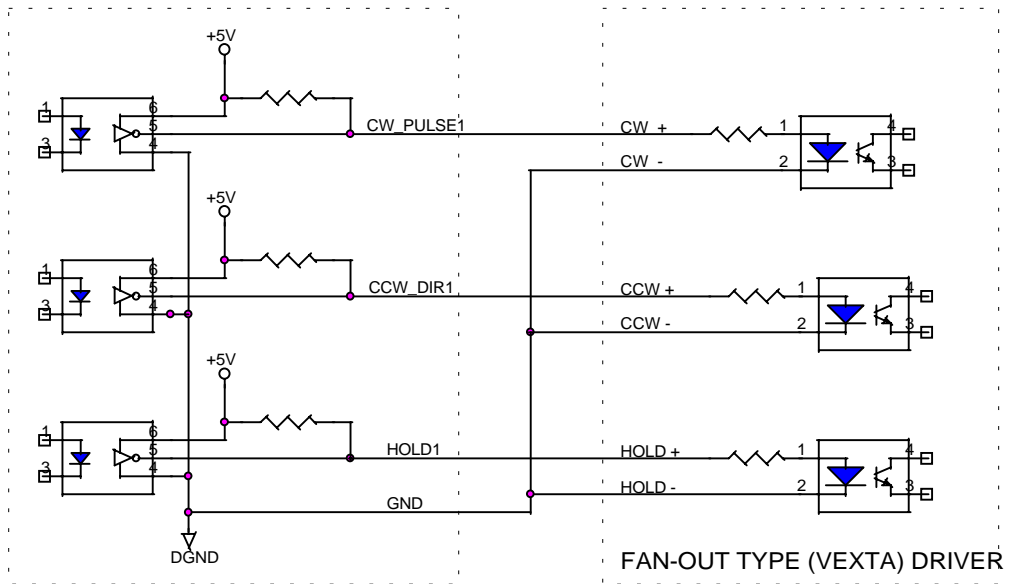 +5V
1
6
5
3
4
CW_PULSE1
CW +
1
4
CW -
2
3
+5V
1
6
5
3
4
CCW_DIR1
CCW +
1
4
CCW -
2
3
+5V
1
6
5
3
4
HOLD1
HOLD +
1
4
HOLD -
2
3
GND
DGND
FAN-OUT TYPE (VEXTA) DRIVER